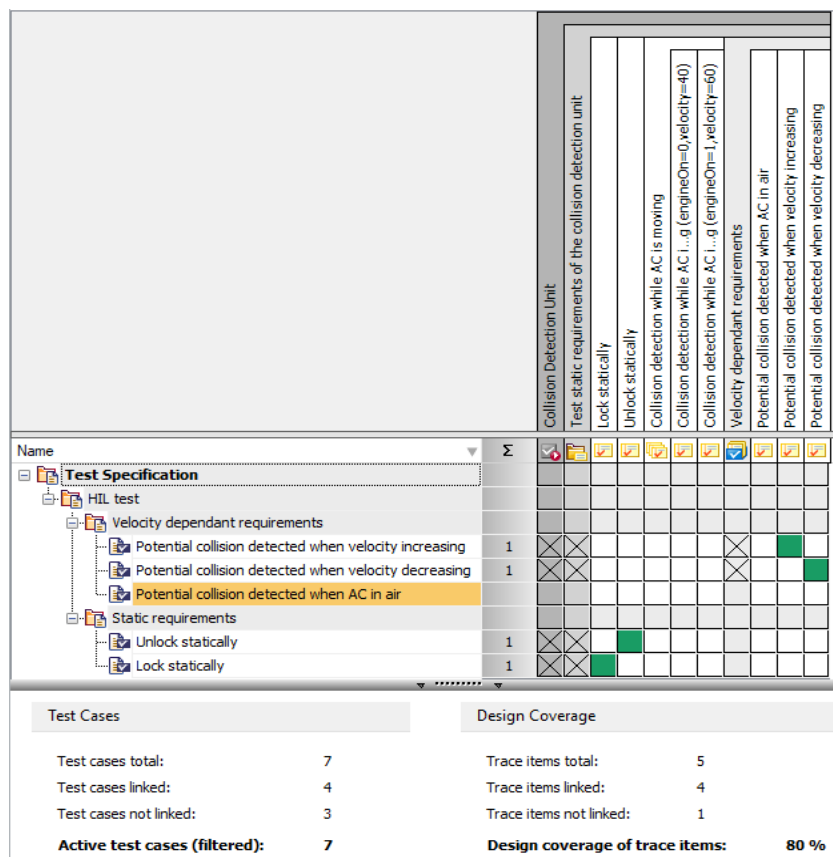 Collision Detection Unit
Test static requirements of the collision detection unit
Lock statically
Unlock statically
Collision detection while AC is moving
Collision detection while AC i...g (engineOn=0,velocity=40)
Collision detection while AC i...g (engineOn=1,velocity=60)
Velocity dependant requirements
Potential collision detected when AC in air
Potential collision detected when velocity increasing
Potential collision detected when velocity decreasing
Name Σ
Test Specification
HIL test
Velocity dependant requirements
Potential collision detected when velocity increasing 1
Potential collision detected when velocity decreasing 1
Potential collision detected when AC in air
Static requirements
Unlock statically 1
Lock statically 1
Test Cases Design Coverage
Test cases total: 7 Trace items total: 5
Test cases linked: 4 Trace items linked: 4
Test cases not linked: 3 Trace items not linked: 1
Active test cases (filtered): 7 Design coverage of trace items: 80 %